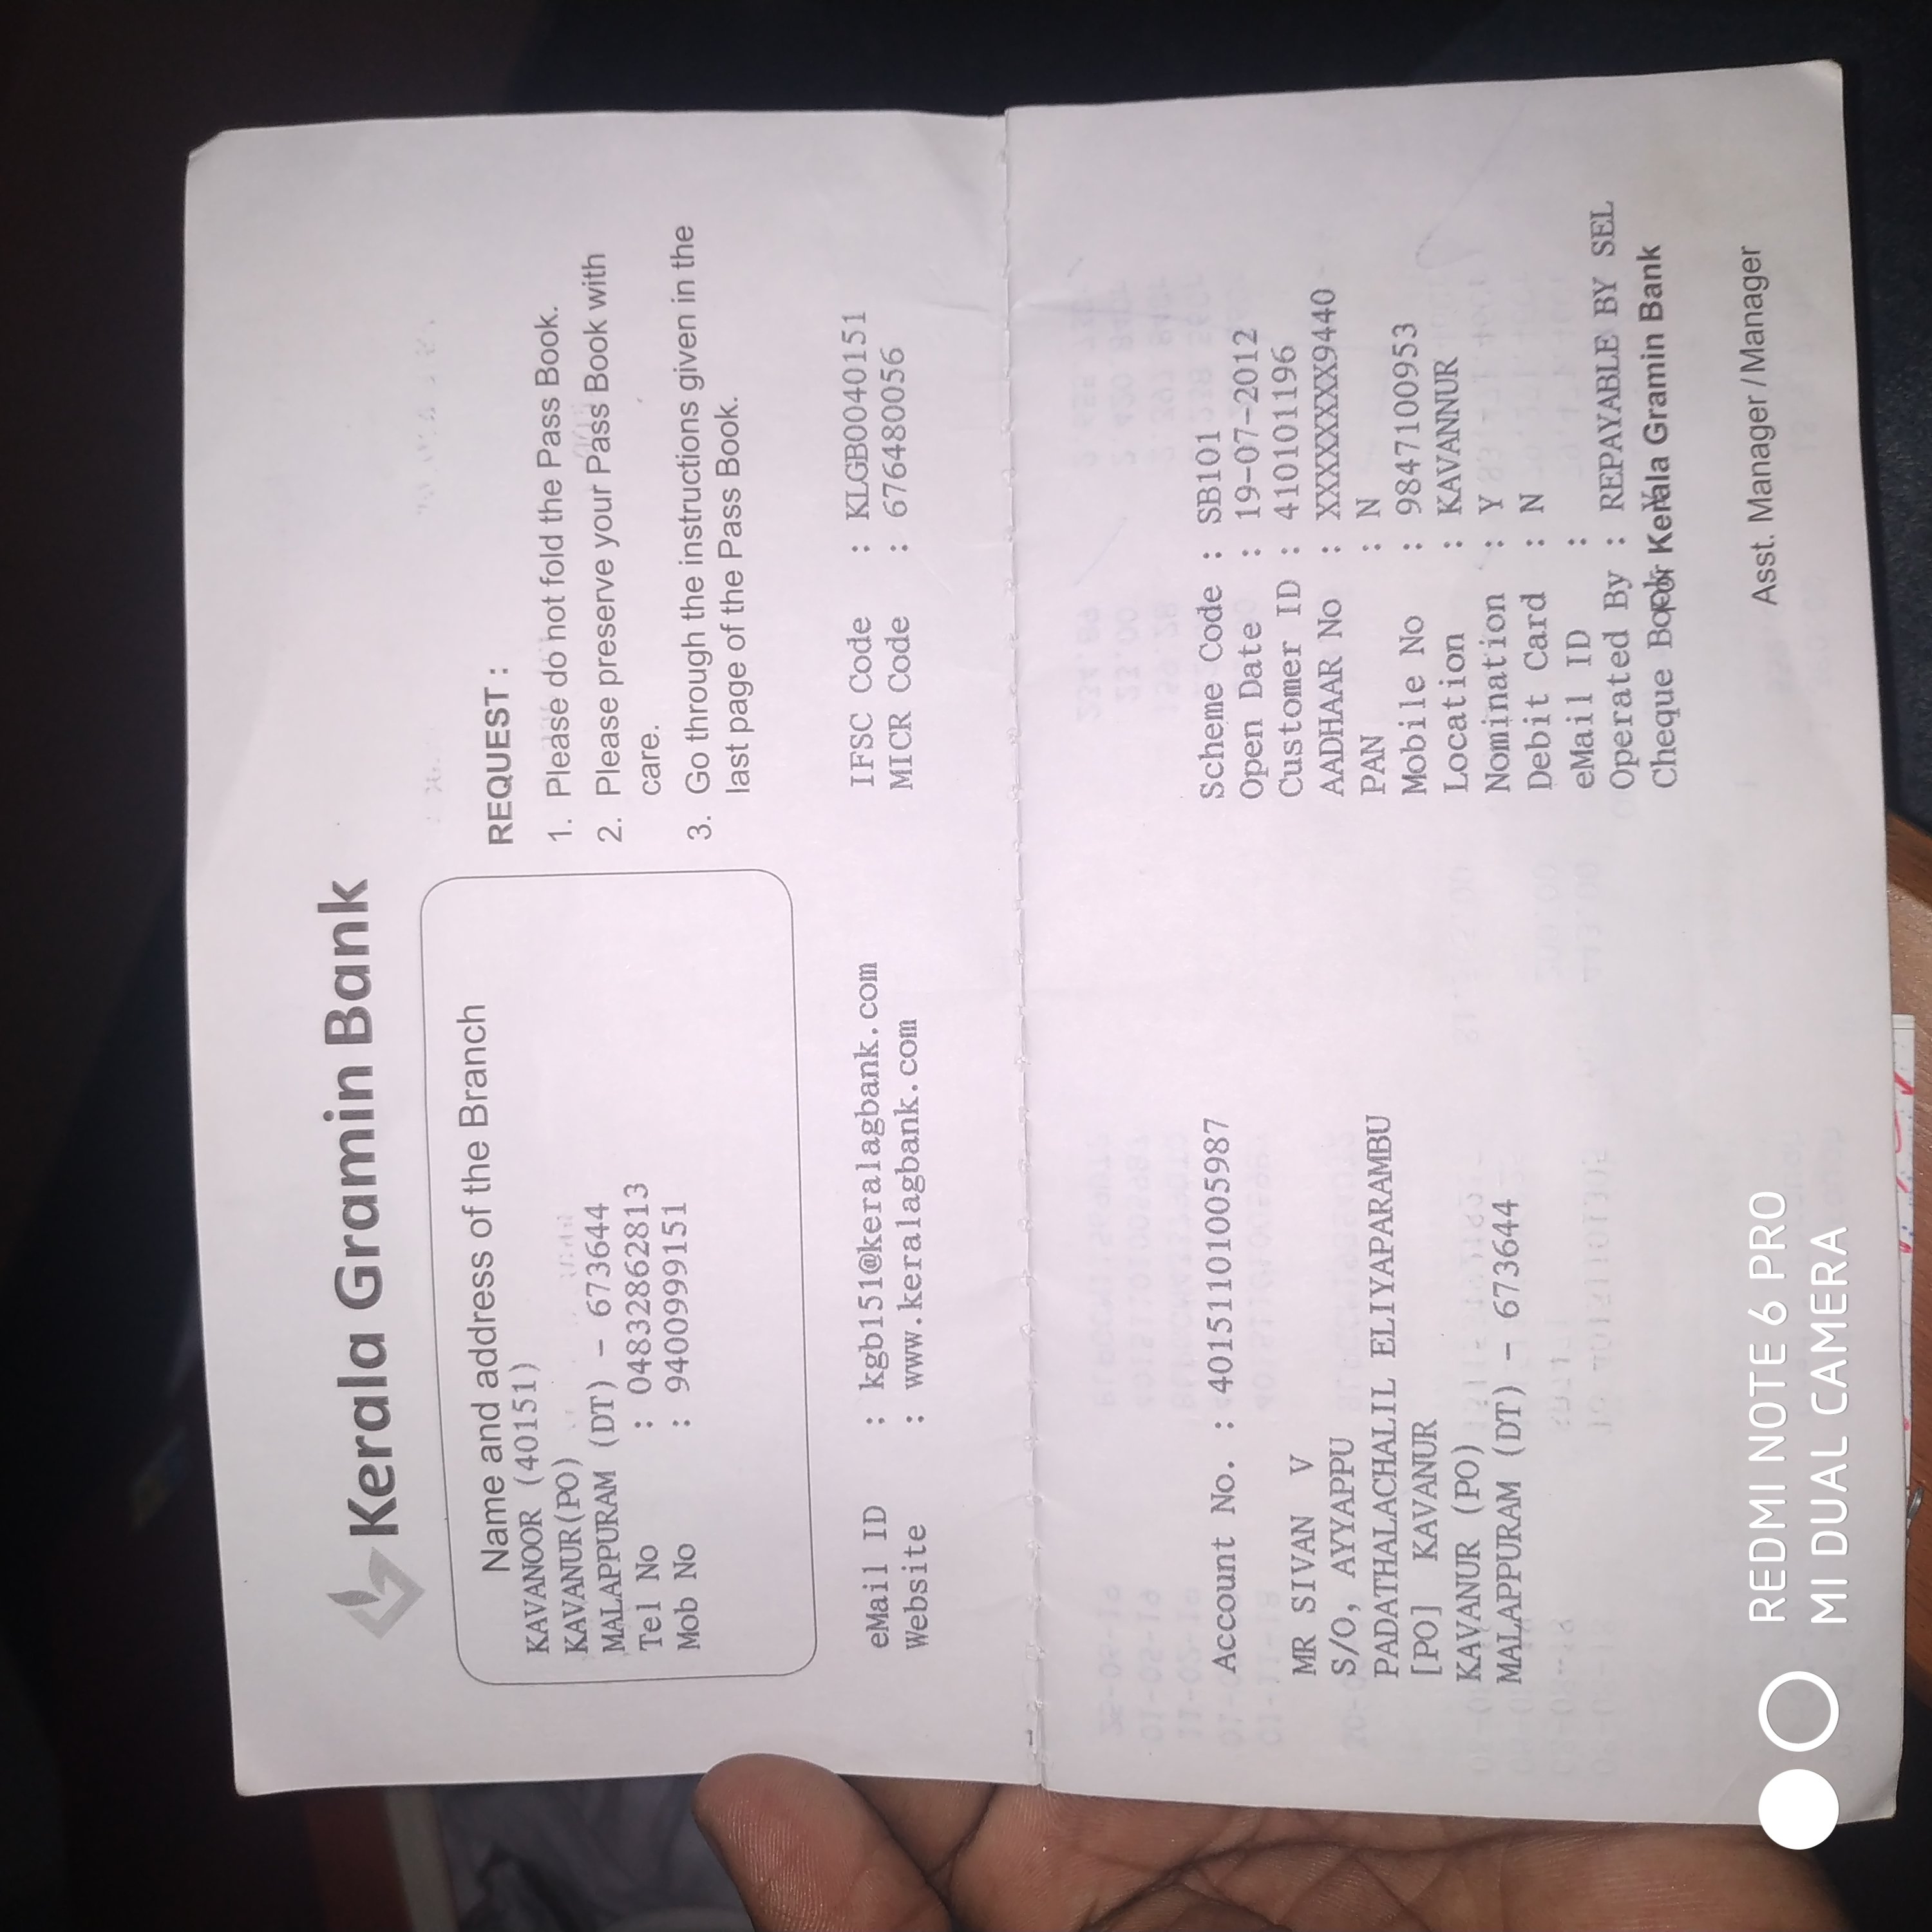 Kerala Gramin Bank
Name and address of the Branch
KAVANOOR (40151)
KAVANUR(PO)
MALAPPURAM (DT) - 673644
Tel No : 04832862813
Mob No : 9400999151
REQUEST :
1. Please do not fold the Pass Book.
2. Please preserve your Pass Book with
care.
3. Go through the instructions given in the
last page of the Pass Book.
eMail ID : kgb151@keralagbank.com
Website : www.keralagbank.com
IFSC Code : KLGB0040151
MICR Code : 676480056
Account No. : 40151101005987
MR SIVAN V
S/O, AYYAPPU
PADATHALACHALIL ELIYAPARAMBU
[PO] KAVANUR
KAVANUR (PO)
MALAPPURAM (DT) - 673644
Scheme Code : SB101
Open Date : 19-07-2012
Customer ID : 410101196
AADHAAR No : XXXXXXXX9440
PAN : N
Mobile No : 9847100953
Location : KAVANNUR
Nomination : Y
Debit Card : N
eMail ID :
Operated By : REPAYABLE BY SEL
Cheque Book Y
For Kerala Gramin Bank
Asst. Manager / Manager
REDMI NOTE 6 PRO
MI DUAL CAMERA